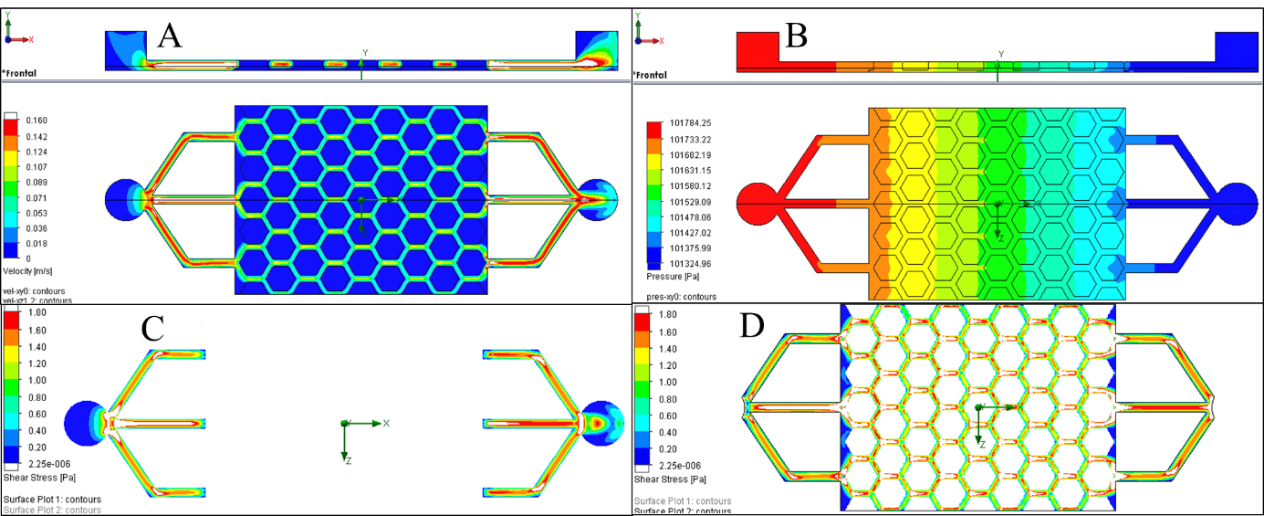 A
Y
X
Y
*Frontal
0.160
0.142
0.124
0.107
0.089
0.071
0.053
0.036
0.018
0
Velocity [m/s]
vel-xy0: contours
vel-xz1 2: contours
Z
B
Y
X
Y
*Frontal
101784.25
101733.22
101682.19
101631.15
101580.12
101529.09
101478.06
101427.02
101375.99
101324.96
Pressure [Pa]
pres-xy0: contours
Z
C
1.80
1.60
1.40
1.20
1.00
0.80
0.60
0.40
0.20
2.25e-006
Shear Stress [Pa]
Surface Plot 1: contours
Surface Plot 2: contours
Y
X
Z
D
1.80
1.60
1.40
1.20
1.00
0.80
0.60
0.40
0.20
2.25e-006
Shear Stress [Pa]
Surface Plot 1: contours
Surface Plot 2: contours
Z